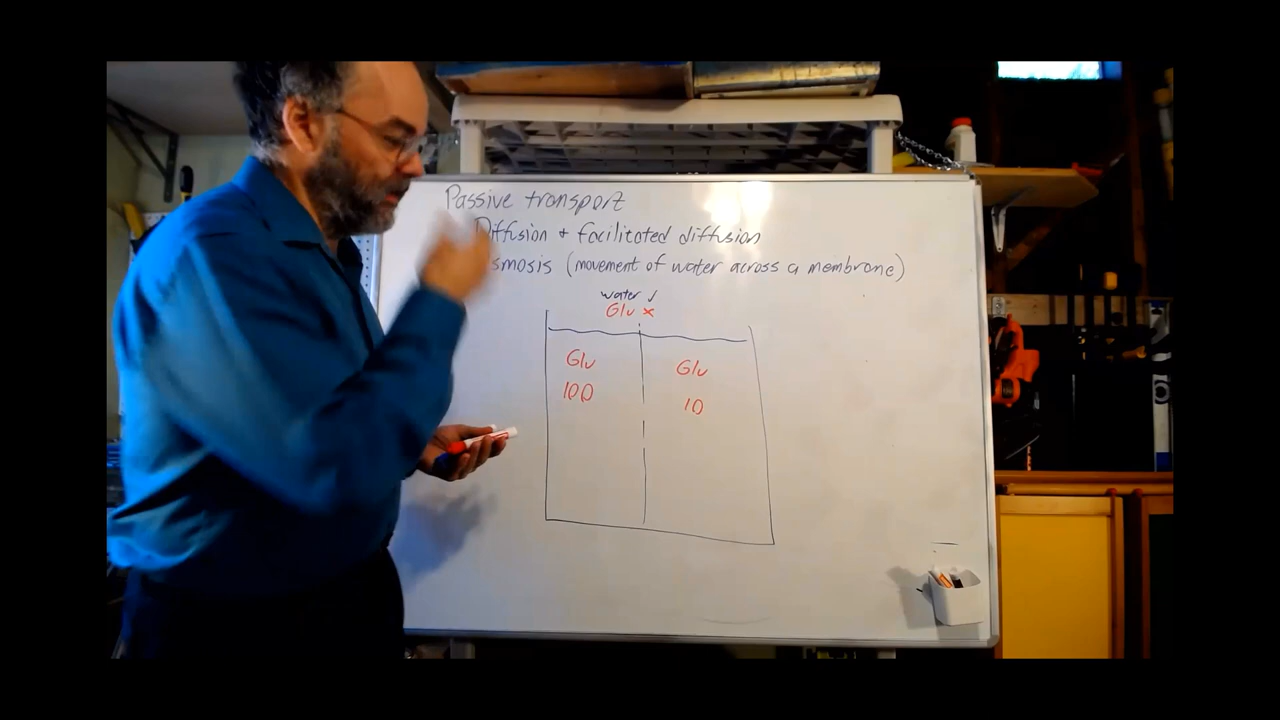 Passive transport
Diffusion + facilitated diffusion
smosis (movement of water across a membrane)
water ✓
Glu x
Glu
Glu
100
10